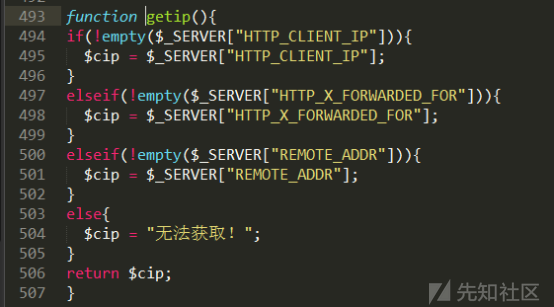 493 function getip(){
494 if(!empty($_SERVER["HTTP_CLIENT_IP"])){
495 $cip = $_SERVER["HTTP_CLIENT_IP"];
496 }
497 elseif(!empty($_SERVER["HTTP_X_FORWARDED_FOR"])){
498 $cip = $_SERVER["HTTP_X_FORWARDED_FOR"];
499 }
500 elseif(!empty($_SERVER["REMOTE_ADDR"])){
501 $cip = $_SERVER["REMOTE_ADDR"];
502 }
503 else{
504 $cip = "无法获取！";
505 }
506 return $cip;
507 }
先知社区